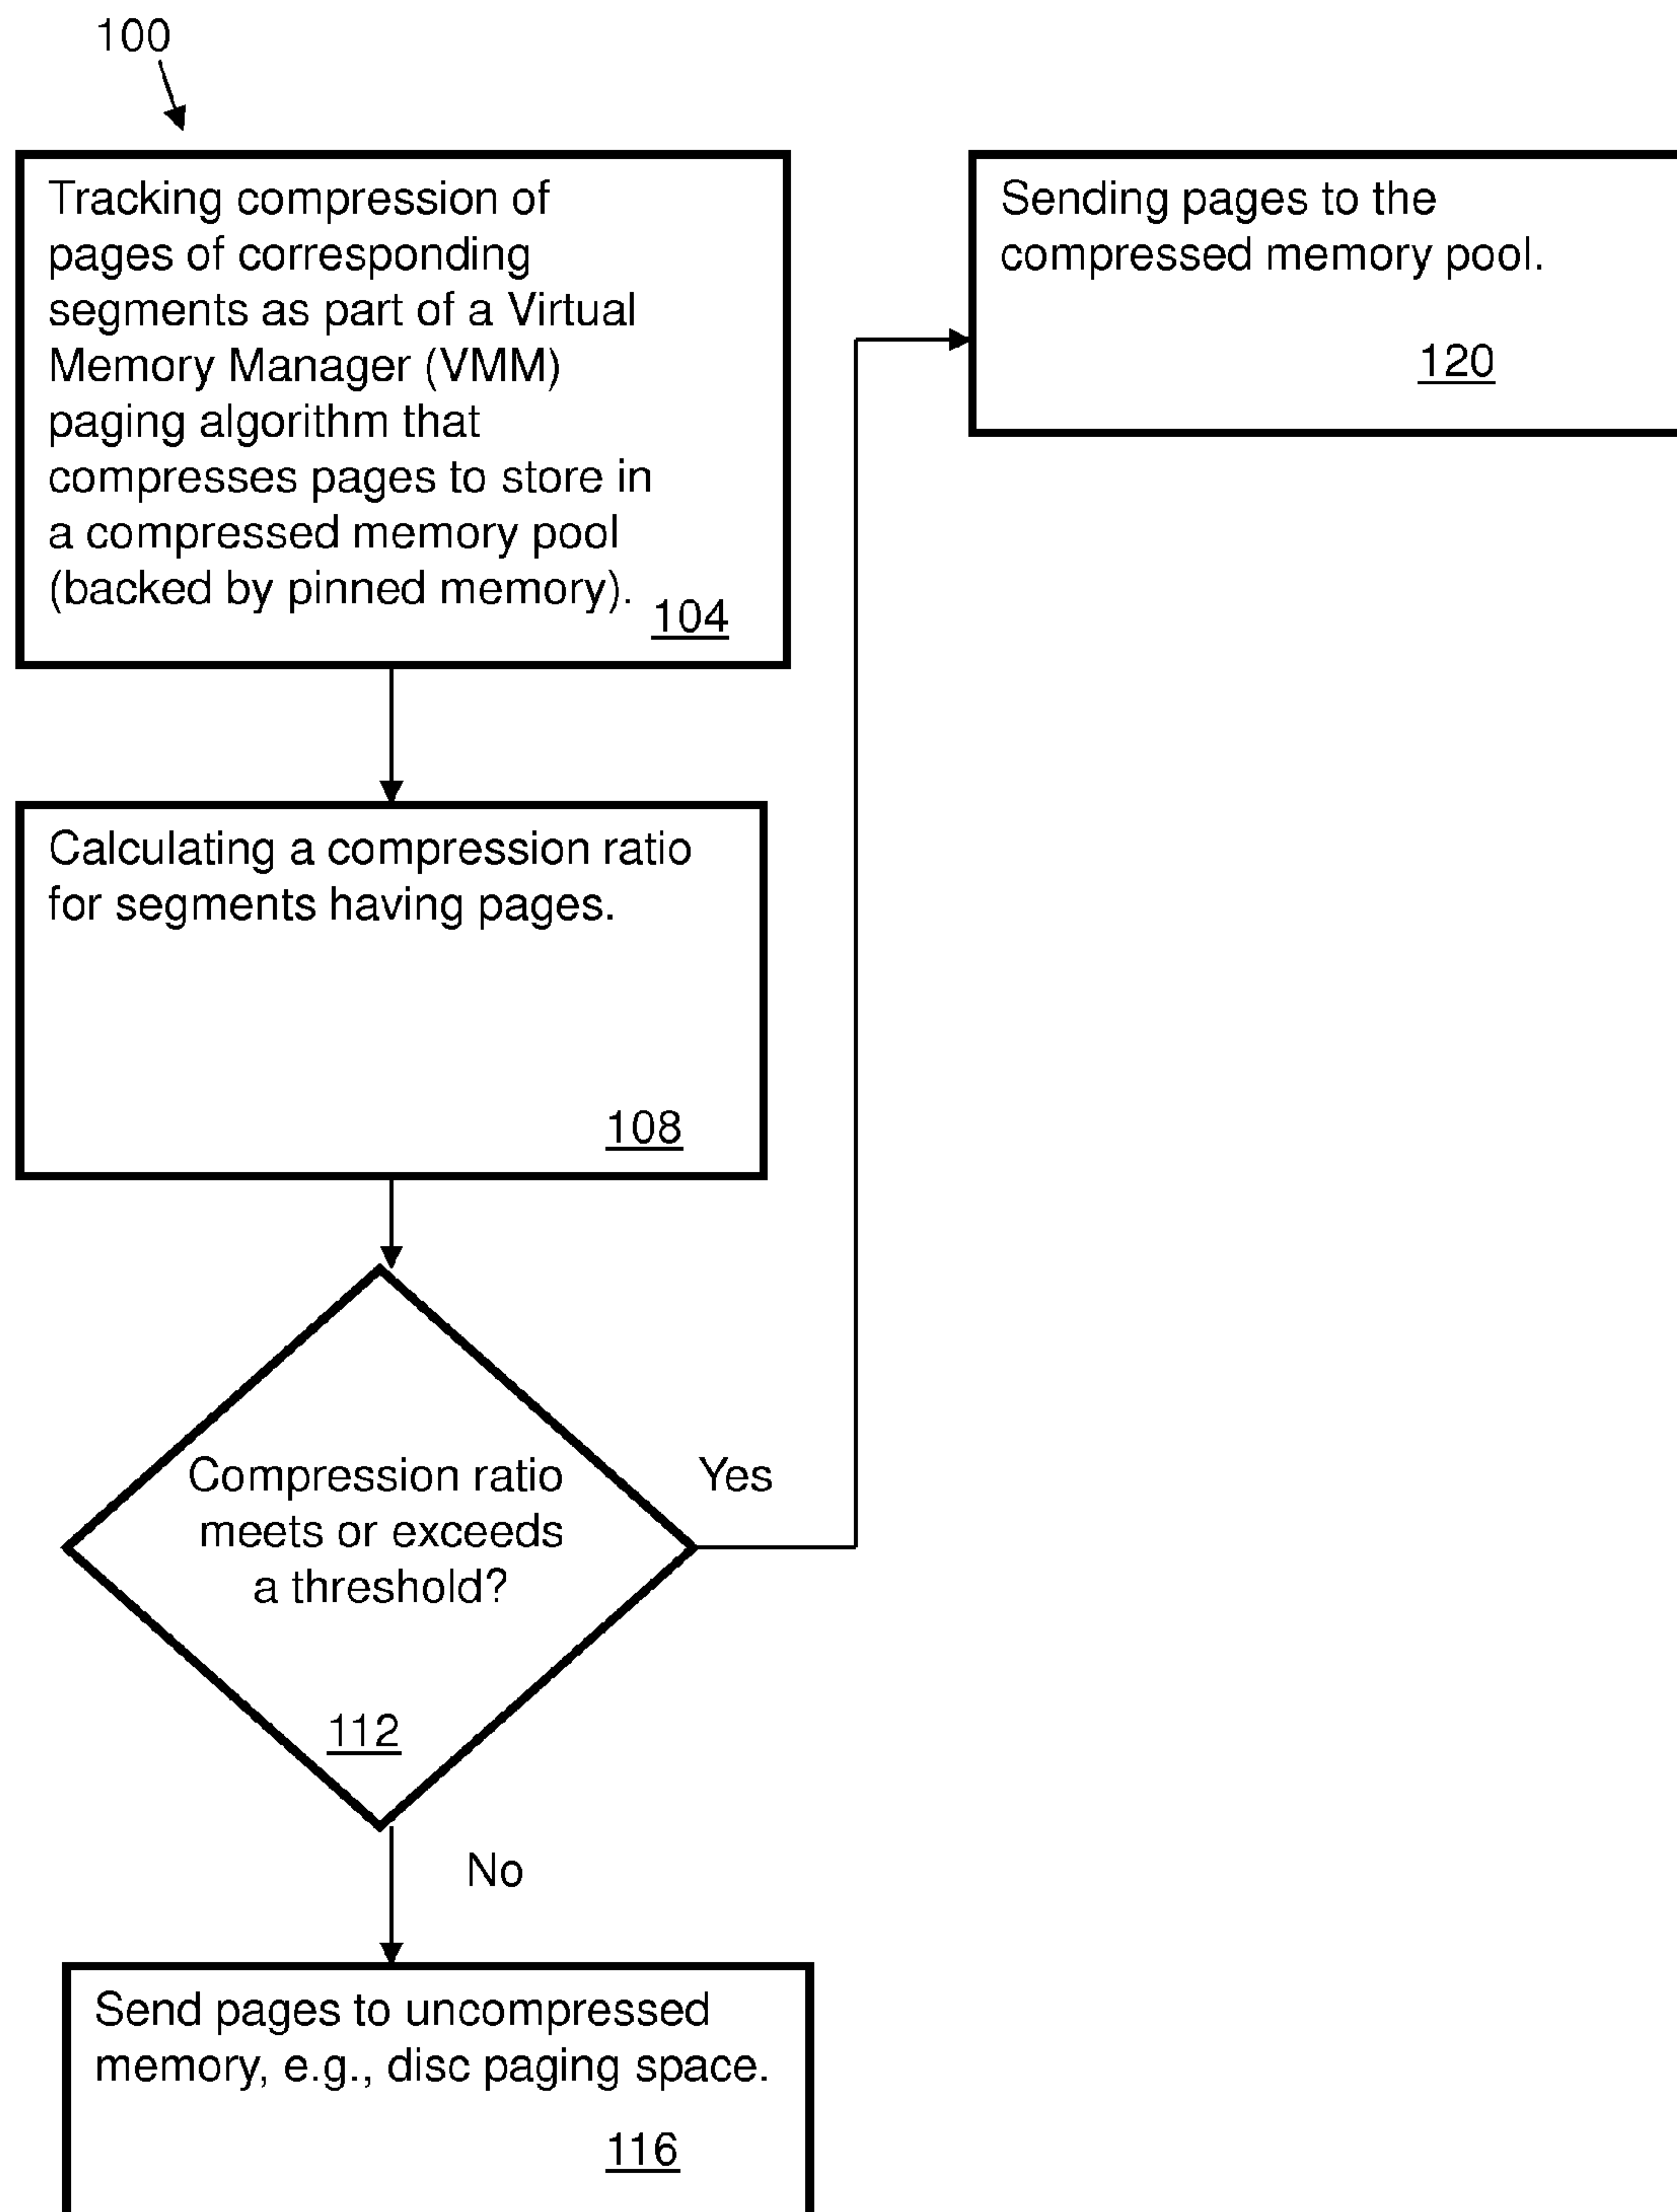 100
Tracking compression of
pages of corresponding
segments as part of a Virtual
Memory Manager (VMM)
paging algorithm that
compresses pages to store in
a compressed memory pool
(backed by pinned memory).
104
Sending pages to the
compressed memory pool.
120
Calculating a compression ratio
for segments having pages.
108
Compression ratio
meets or exceeds
a threshold?
112
Yes
No
Send pages to uncompressed
memory, e.g., disc paging space.
116